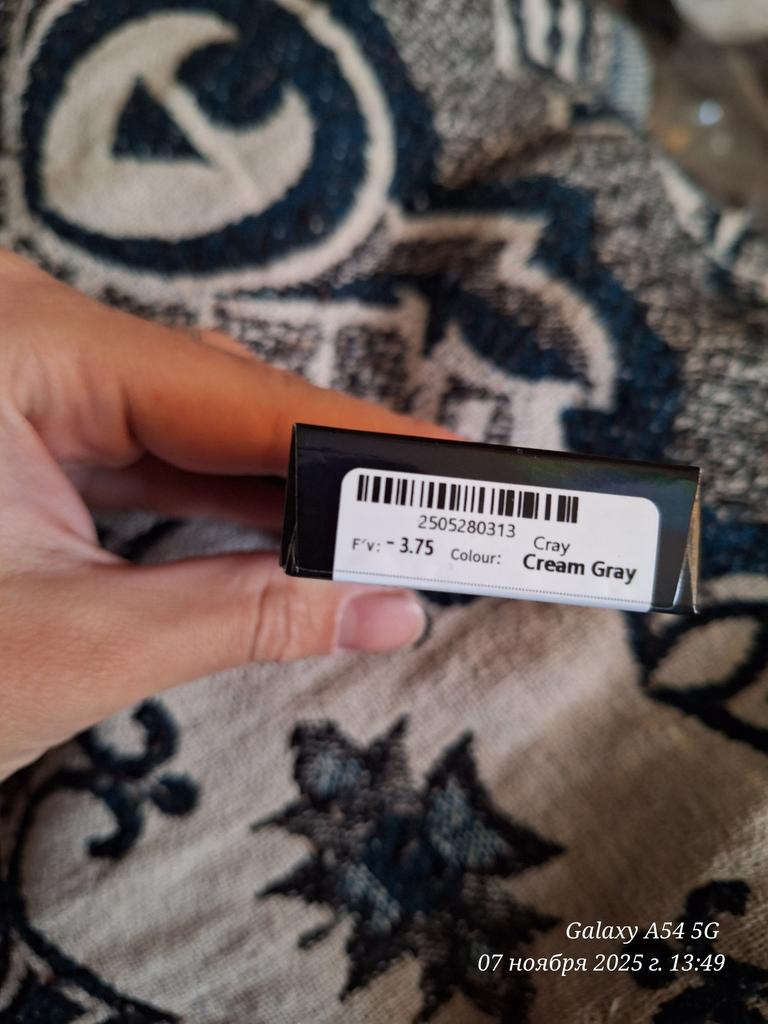 2505280313
F'v: - 3.75 Colour: Cray
Cream Gray
Galaxy A54 5G
07 ноября 2025 г. 13:49